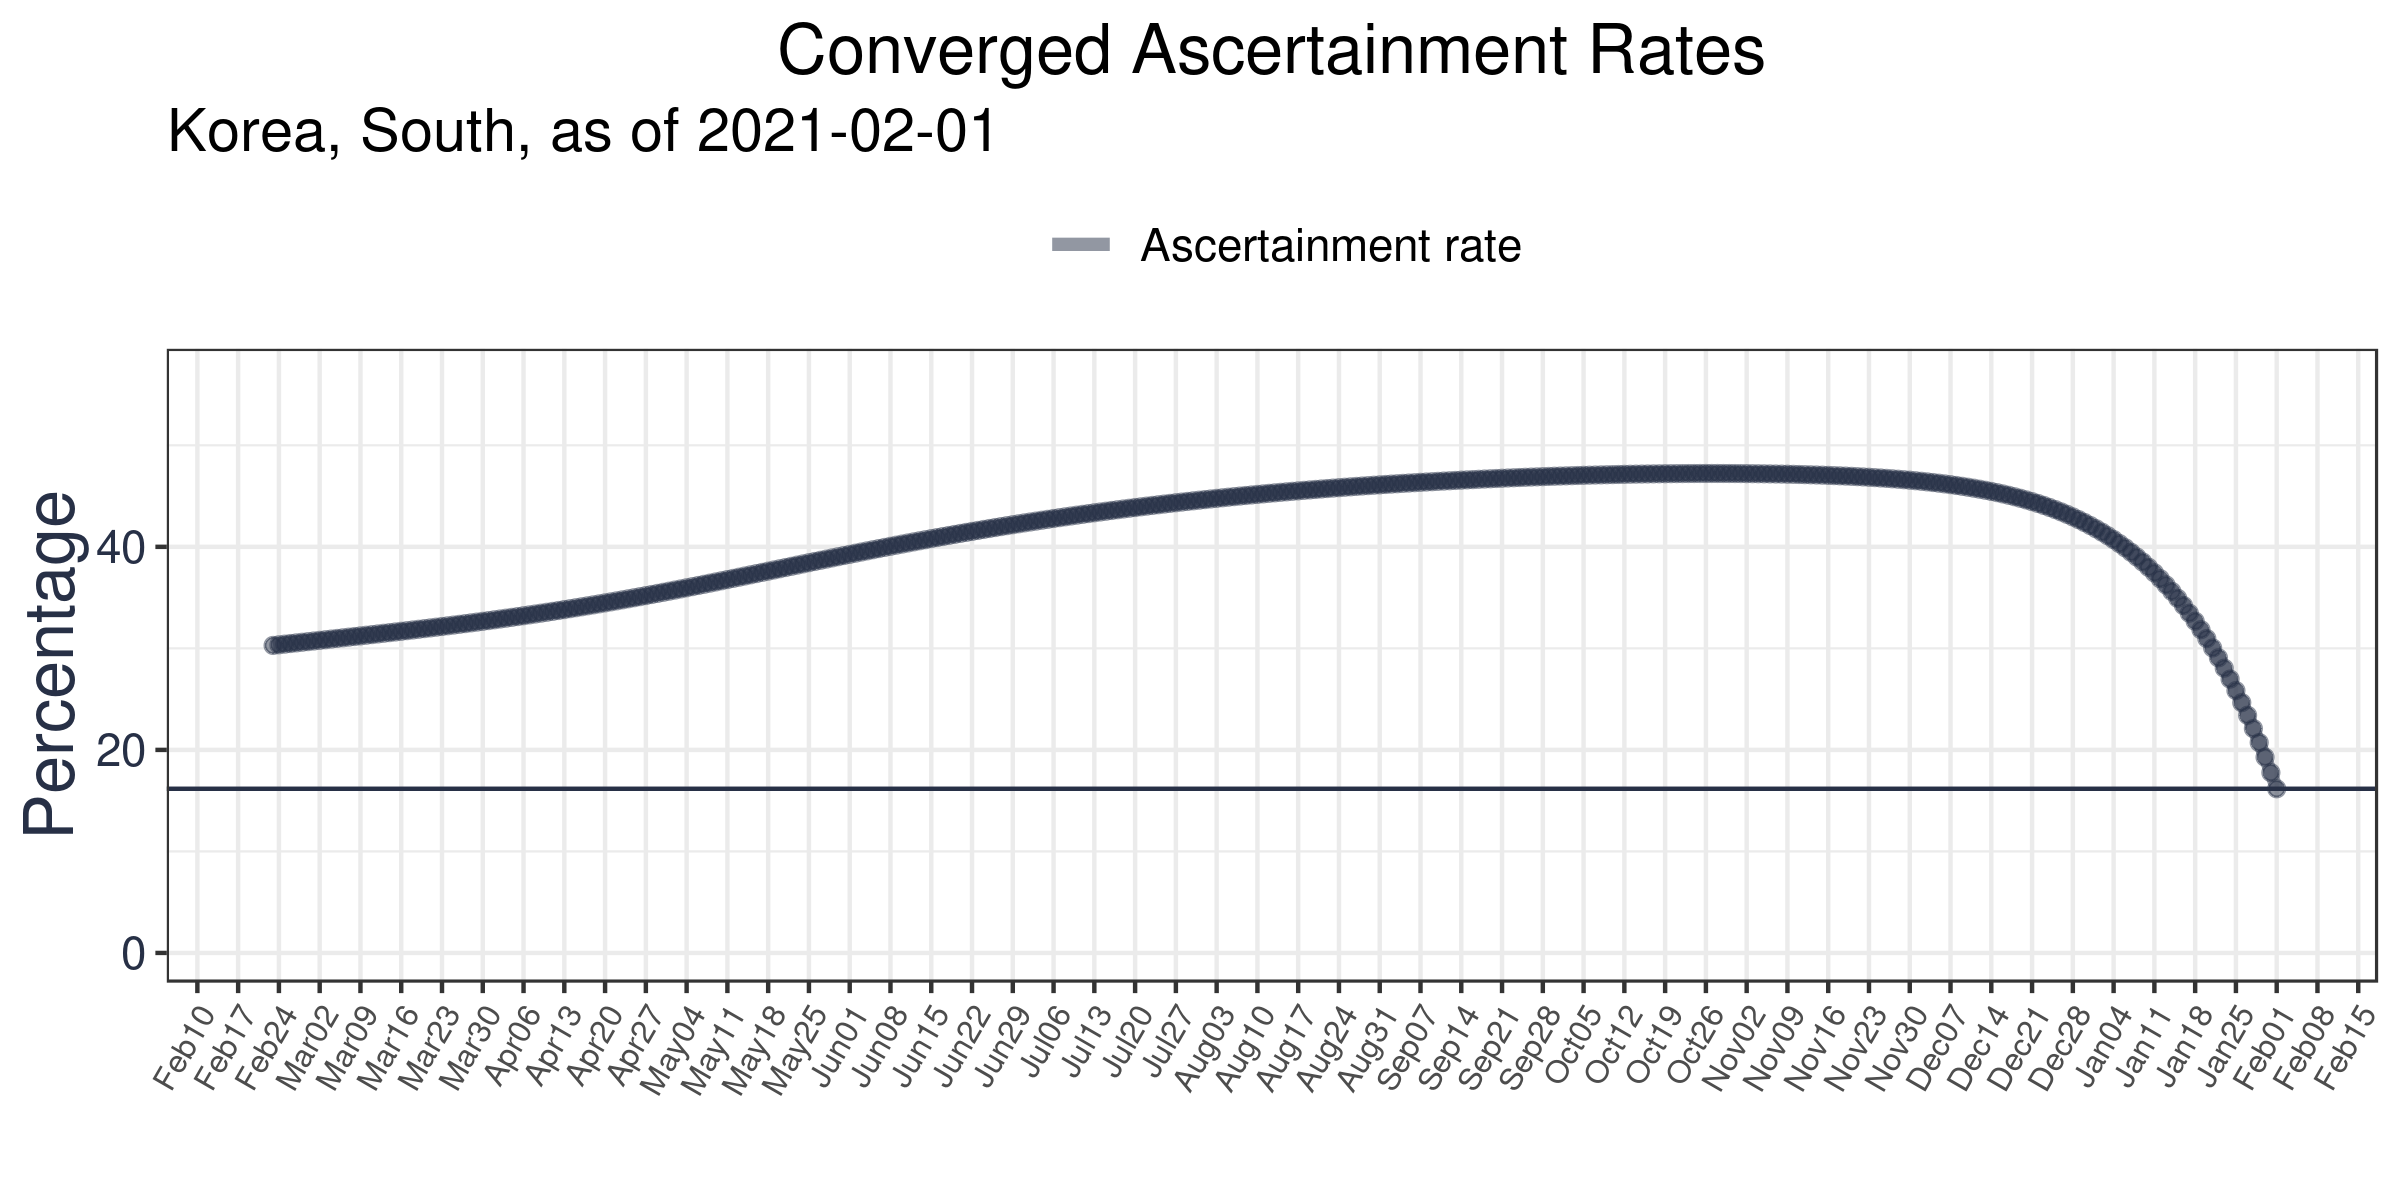 Converged Ascertainment Rates
Korea, South, as of 2021-02-01
Ascertainment rate
Percentage
40
20
0
Feb10
Feb17
Feb24
Mar02
Mar09
Mar16
Mar23
Mar30
Apr06
Apr13
Apr20
Apr27
May04
May11
May18
May25
Jun01
Jun08
Jun15
Jun22
Jun29
Jul06
Jul13
Jul20
Jul27
Aug03
Aug10
Aug17
Aug24
Aug31
Sep07
Sep14
Sep21
Sep28
Oct05
Oct12
Oct19
Oct26
Nov02
Nov09
Nov16
Nov23
Nov30
Dec07
Dec14
Dec21
Dec28
Jan04
Jan11
Jan18
Jan25
Feb01
Feb08
Feb15